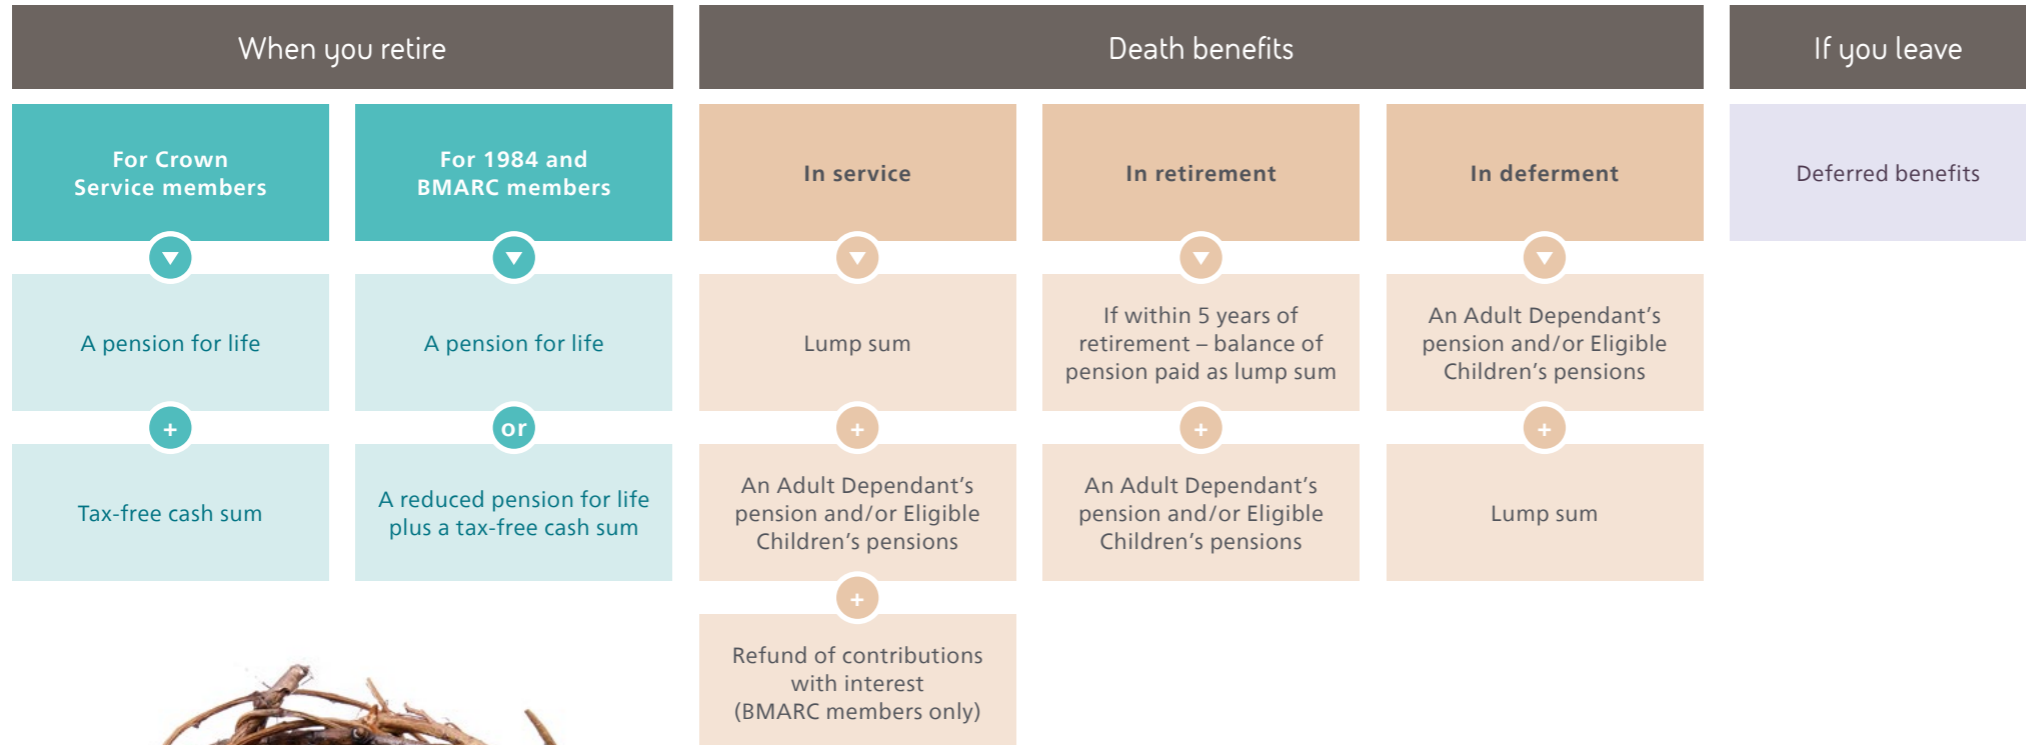 When you retire
Death benefits
If you leave
For Crown
Service members
For 1984 and
BMARC members
In service
In retirement
In deferment
Deferred benefits
A pension for life
A pension for life
Lump sum
If within 5 years of
retirement – balance of
pension paid as lump sum
An Adult Dependant’s
pension and/or Eligible
Children’s pensions
+
or
+
+
+
Tax-free cash sum
A reduced pension for life
plus a tax-free cash sum
An Adult Dependant’s
pension and/or Eligible
Children’s pensions
An Adult Dependant’s
pension and/or Eligible
Children’s pensions
Lump sum
+
Refund of contributions
with interest
(BMARC members only)